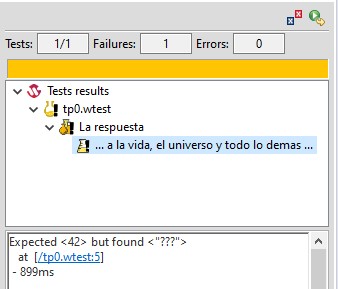 Tests: 1/1 Failures: 1 Errors: 0
Tests results
tp0.wtest
La respuesta
... a la vida, el universo y todo lo demas ...
Expected <42> but found <"???">
at [/tp0.wtest:5]
- 899ms